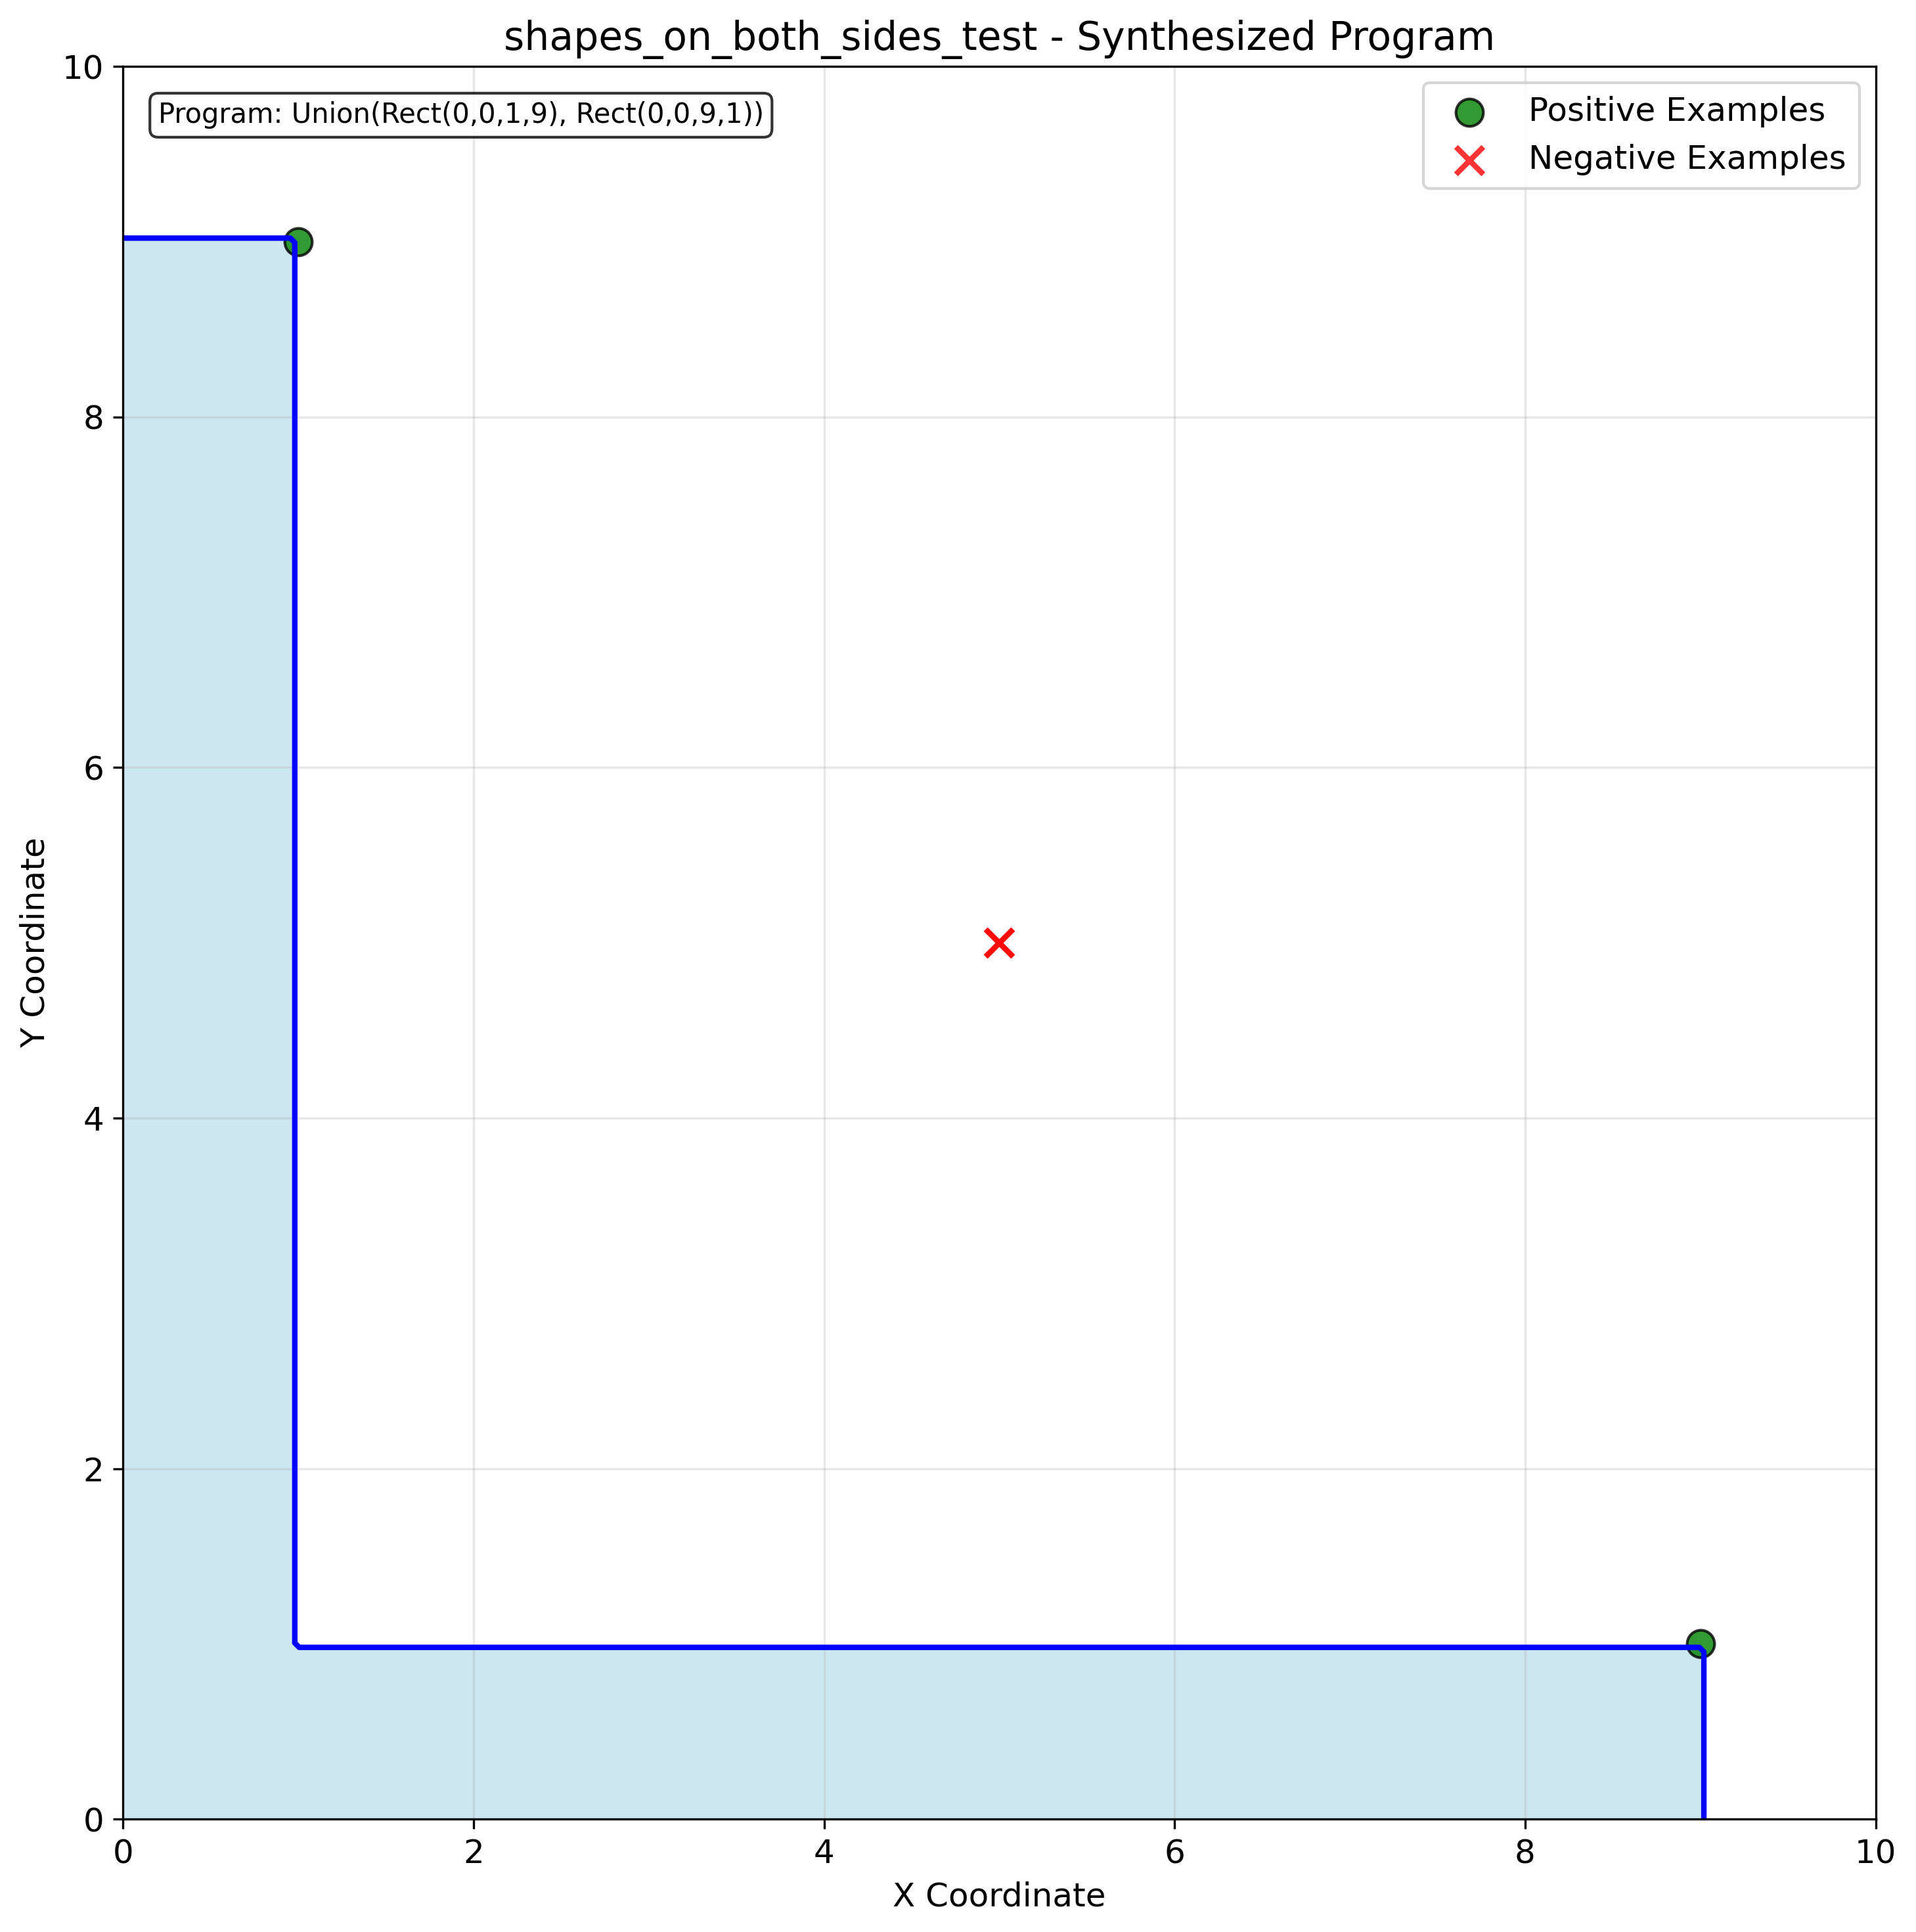 shapes_on_both_sides_test - Synthesized Program
Program: Union(Rect(0,0,1,9), Rect(0,0,9,1))
Positive Examples
Negative Examples
10
8
6
4
2
0
Y Coordinate
0 2 4 6 8 10
X Coordinate